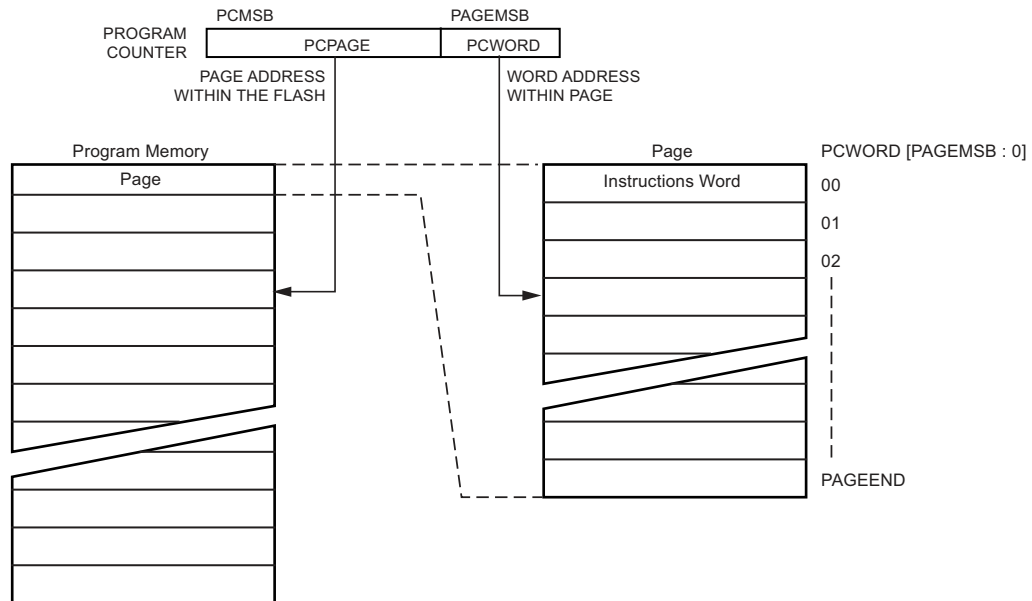 PCMSB
PAGEMSB
PROGRAM
COUNTER
PCPAGE
PCWORD
PAGE ADDRESS
WITHIN THE FLASH
WORD ADDRESS
WITHIN PAGE
Program Memory
Page
Page
Instructions Word
PCWORD [PAGEMSB : 0]
00
01
02
PAGEEND